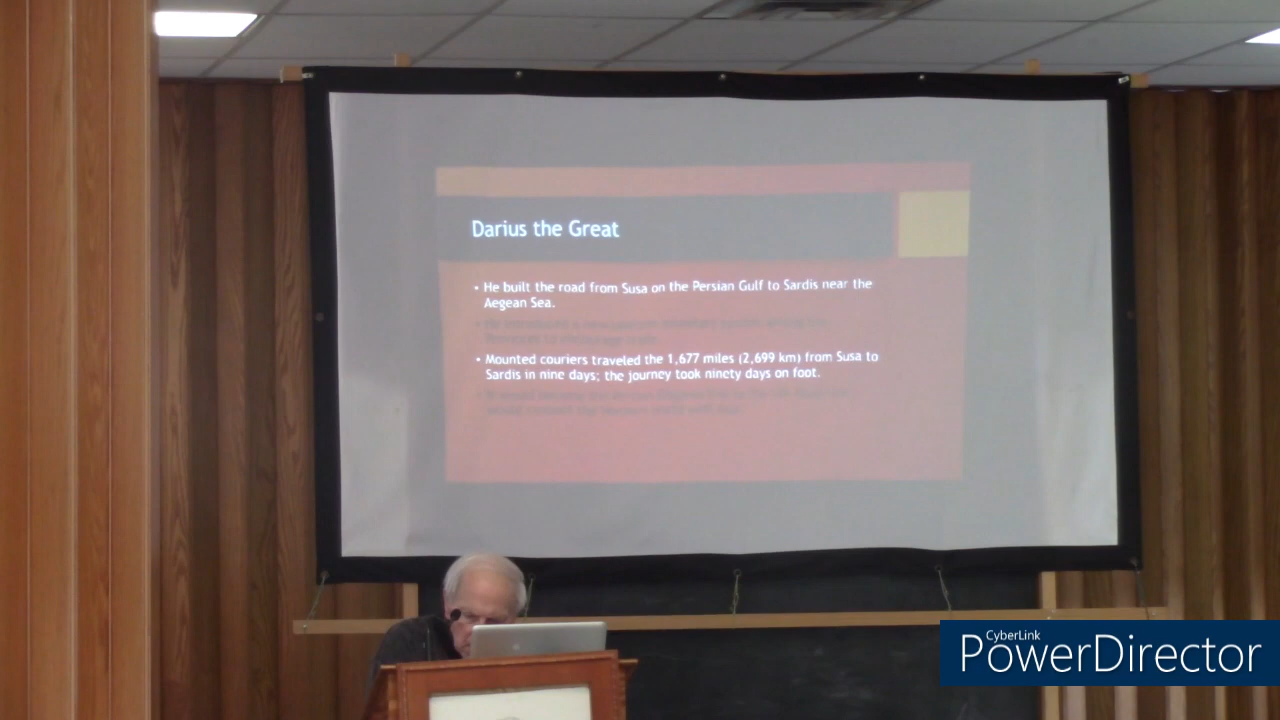 Darius the Great
• He built the road from Susa on the Persian Gulf to Sardis near the
Aegean Sea.
• Mounted couriers traveled the 1,677 miles (2,699 km) from Susa to
Sardis in nine days; the journey took ninety days on foot.
CyberLink
PowerDirector